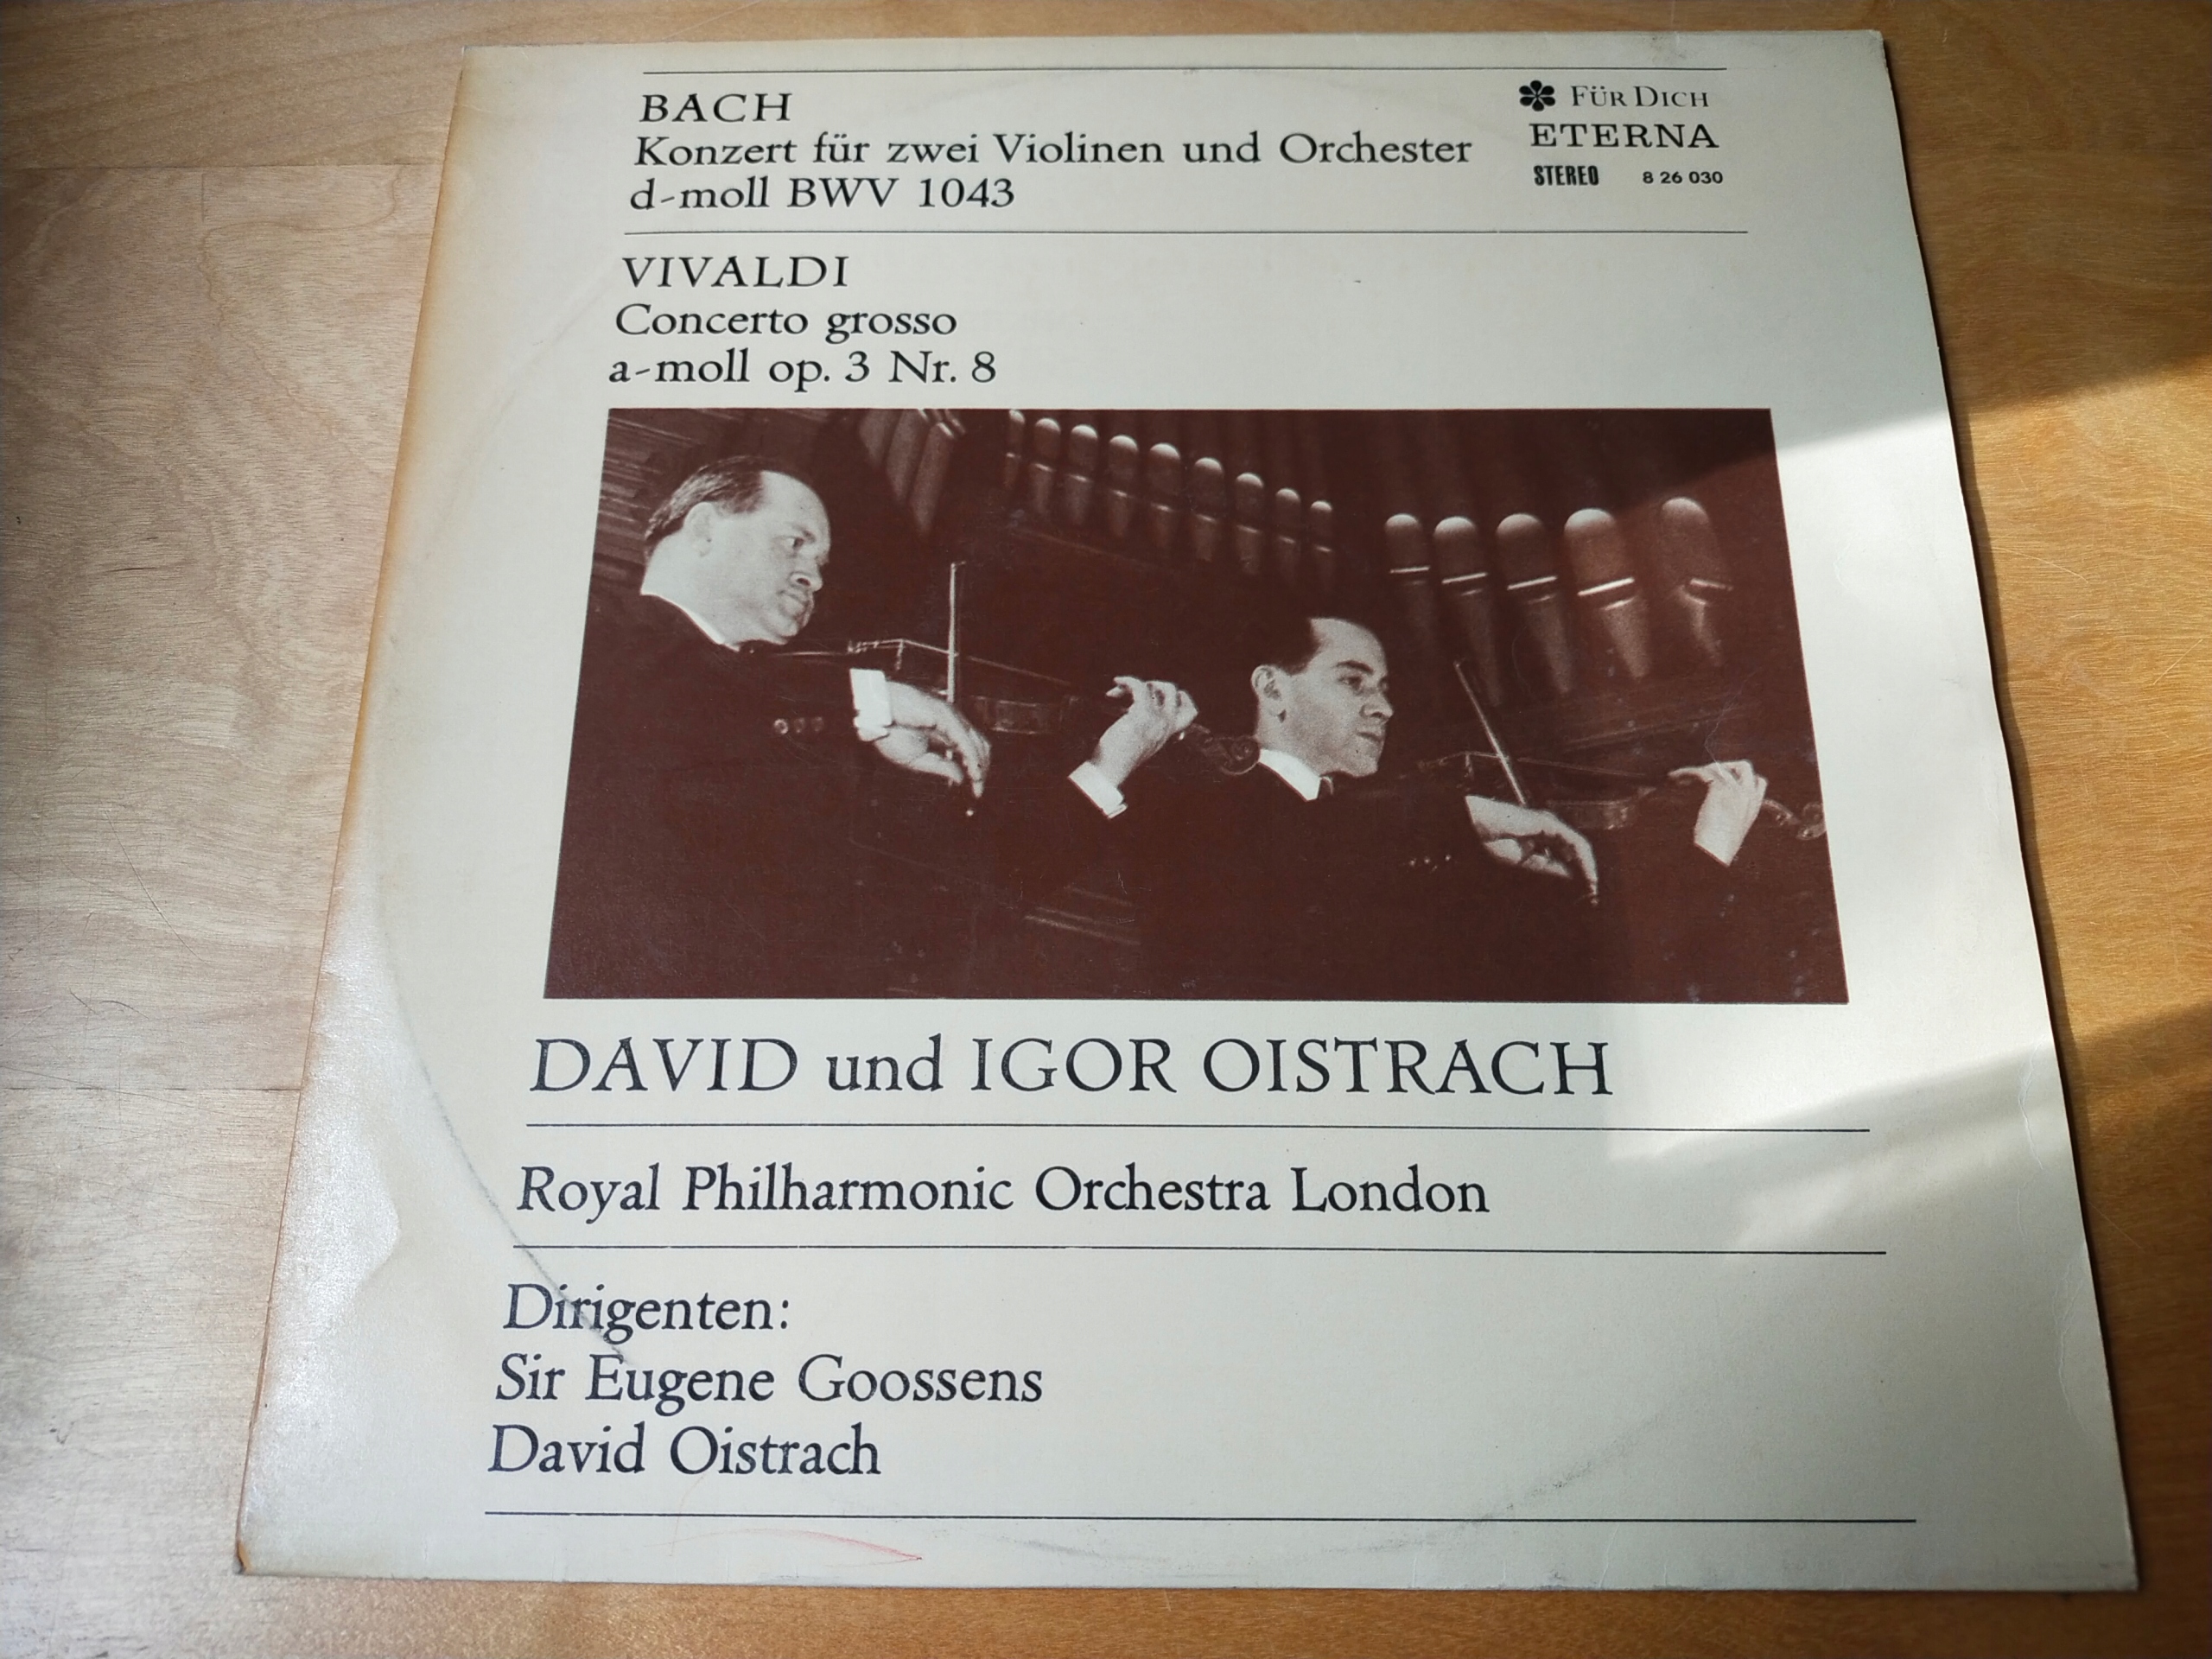 BACH
Konzert für zwei Violinen und Orchester
d-moll BWV 1043
FÜR DICH
ETERNA
STEREO 8 26 030
VIVALDI
Concerto grosso
a-moll op. 3 Nr. 8
DAVID und IGOR OISTRACH
Royal Philharmonic Orchestra London
Dirigenten:
Sir Eugene Goossens
David Oistrach